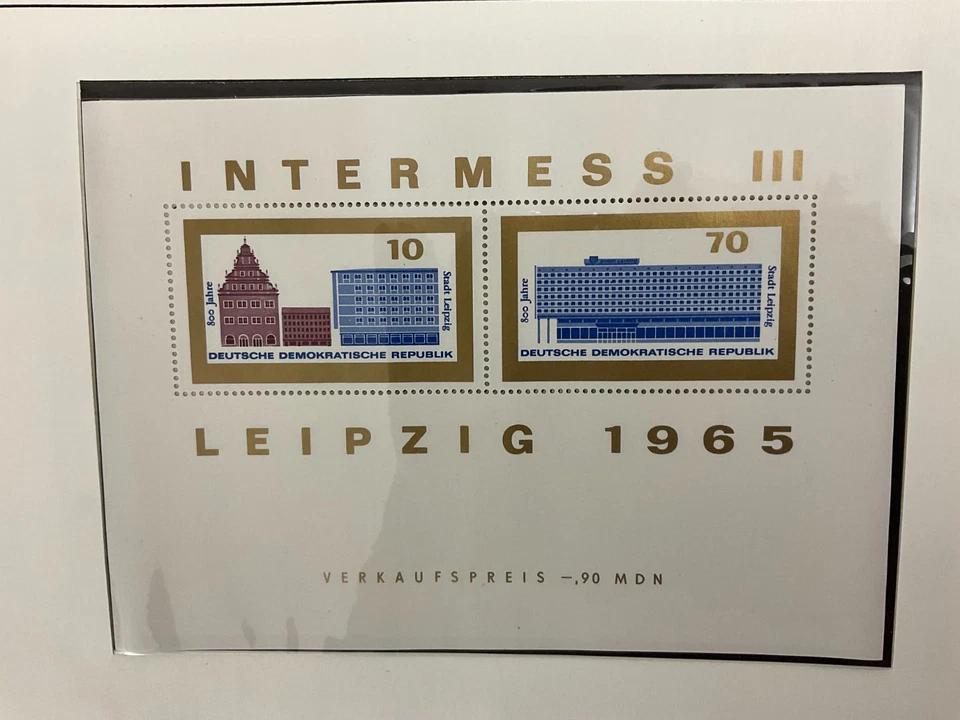 INTERMESS III
10
800 Jahre
Stadt Leipzig
DEUTSCHE DEMOKRATISCHE REPUBLIK
70
800 Jahre
Stadt Leipzig
DEUTSCHE DEMOKRATISCHE REPUBLIK
LEIPZIG 1965
VERKAUFSPREIS –,90 MDN